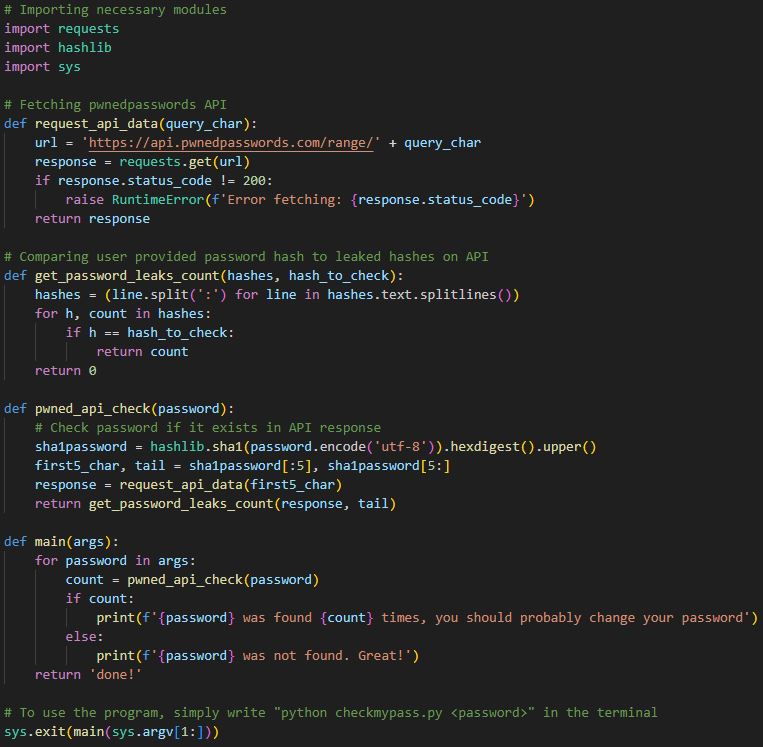 # Importing necessary modules
import requests
import hashlib
import sys

# Fetching pwnedpasswords API
def request_api_data(query_char):
    url = 'https://api.pwnedpasswords.com/range/' + query_char
    response = requests.get(url)
    if response.status_code != 200:
        raise RuntimeError(f'Error fetching: {response.status_code}')
    return response

# Comparing user provided password hash to leaked hashes on API
def get_password_leaks_count(hashes, hash_to_check):
    hashes = (line.split(':') for line in hashes.text.splitlines())
    for h, count in hashes:
        if h == hash_to_check:
            return count
    return 0

def pwned_api_check(password):
    # Check password if it exists in API response
    sha1password = hashlib.sha1(password.encode('utf-8')).hexdigest().upper()
    first5_char, tail = sha1password[:5], sha1password[5:]
    response = request_api_data(first5_char)
    return get_password_leaks_count(response, tail)

def main(args):
    for password in args:
        count = pwned_api_check(password)
        if count:
            print(f'{password} was found {count} times, you should probably change your password')
        else:
            print(f'{password} was not found. Great!')
    return 'done!'

# To use the program, simply write "python checkmypass.py <password>" in the terminal
sys.exit(main(sys.argv[1:]))